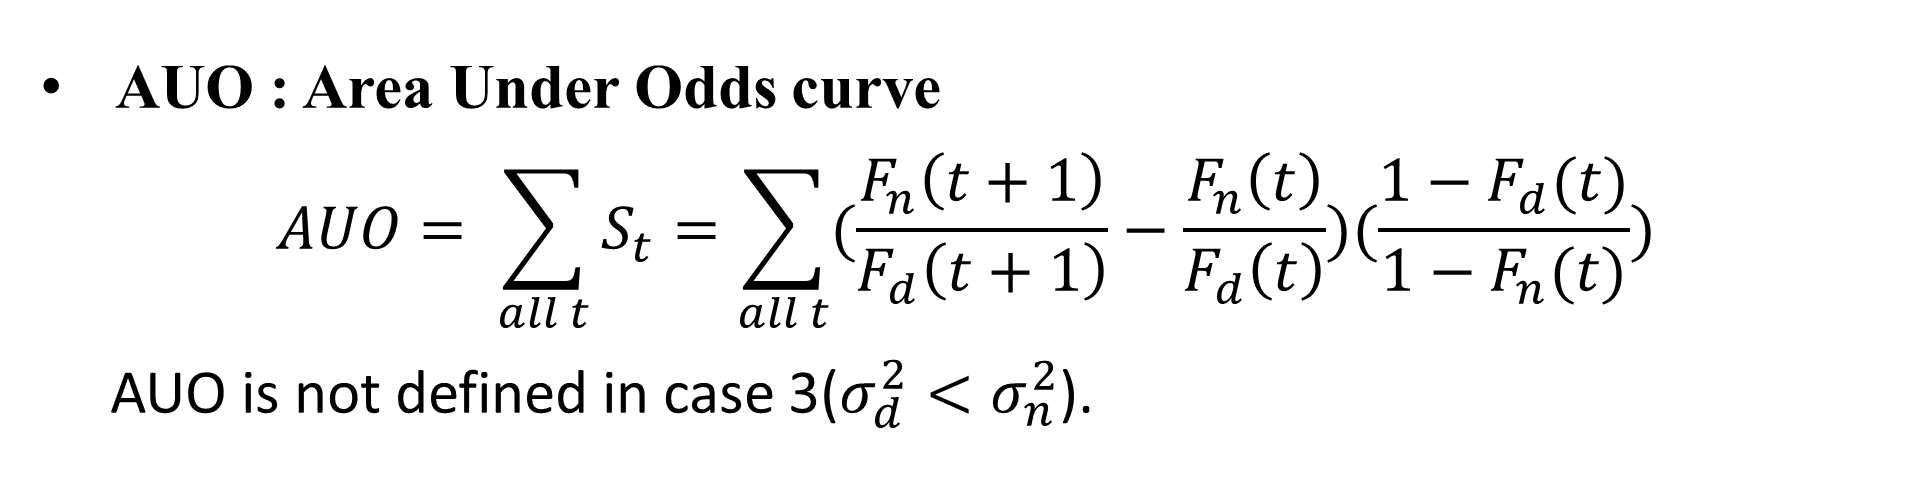 • AUO : Area Under Odds curve
AUO = ∑_{all t} S_t = ∑_{all t} (F_n(t + 1)/F_d(t + 1) − F_n(t)/F_d(t))(1 − F_d(t)/1 − F_n(t))
AUO is not defined in case 3(σ_d^2 < σ_n^2).